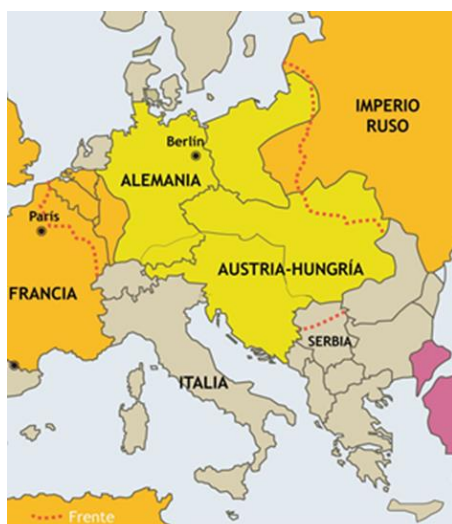 IMPERIO
RUSO
Berlín
ALEMANIA
París
FRANCIA
AUSTRIA-HUNGRÍA
SERBIA
ITALIA
Frente